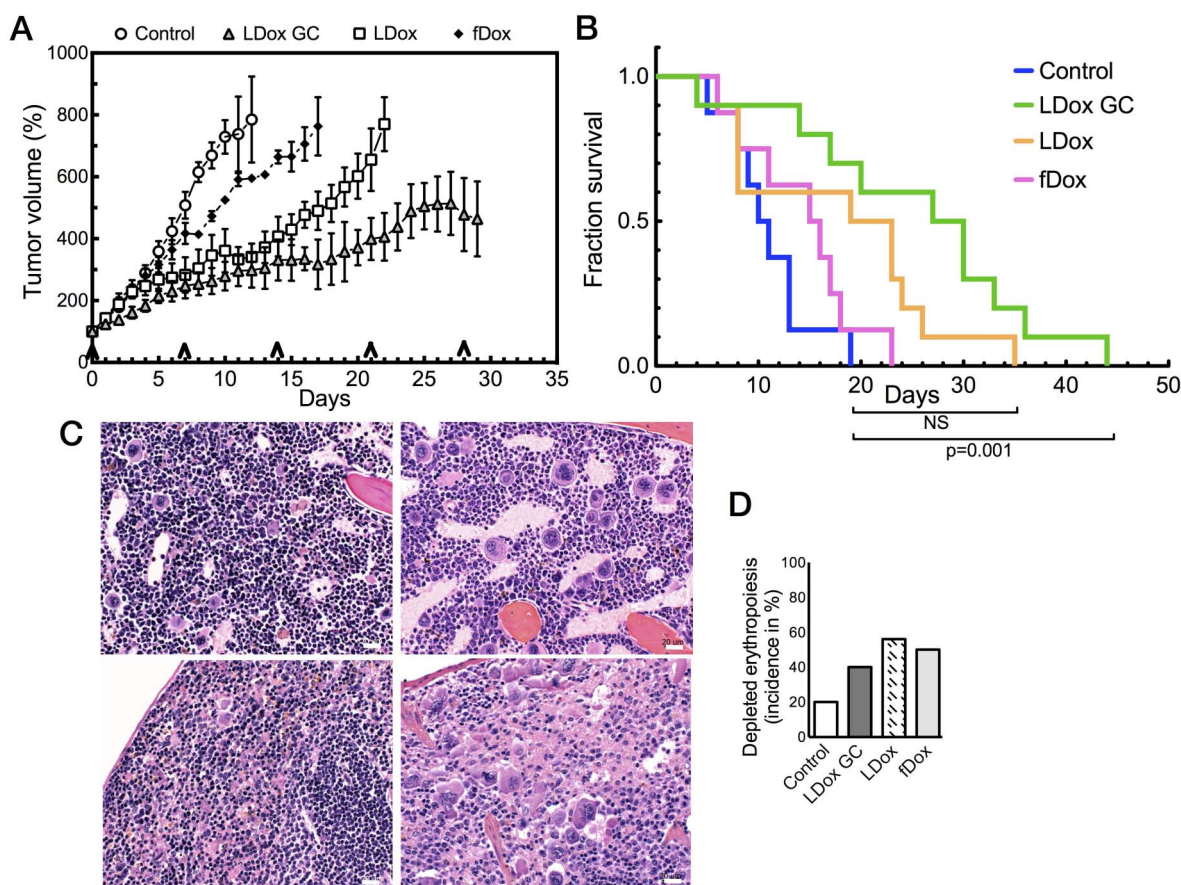 A
Control LDox GC LDox fDox
1000
800
600
400
200
0
Tumor volume (%)
0 5 10 15 20 25 30 35
Days
B
Control
LDox GC
LDox
fDox
1.0
0.5
0.0
Fraction survival
0 10 20 30 40 50
Days
NS
p=0.001
C
20 um
20 um
D
100
80
60
40
20
0
Depleted erythropoiesis
(incidence in %)
Control
LDox GC
LDox
fDox